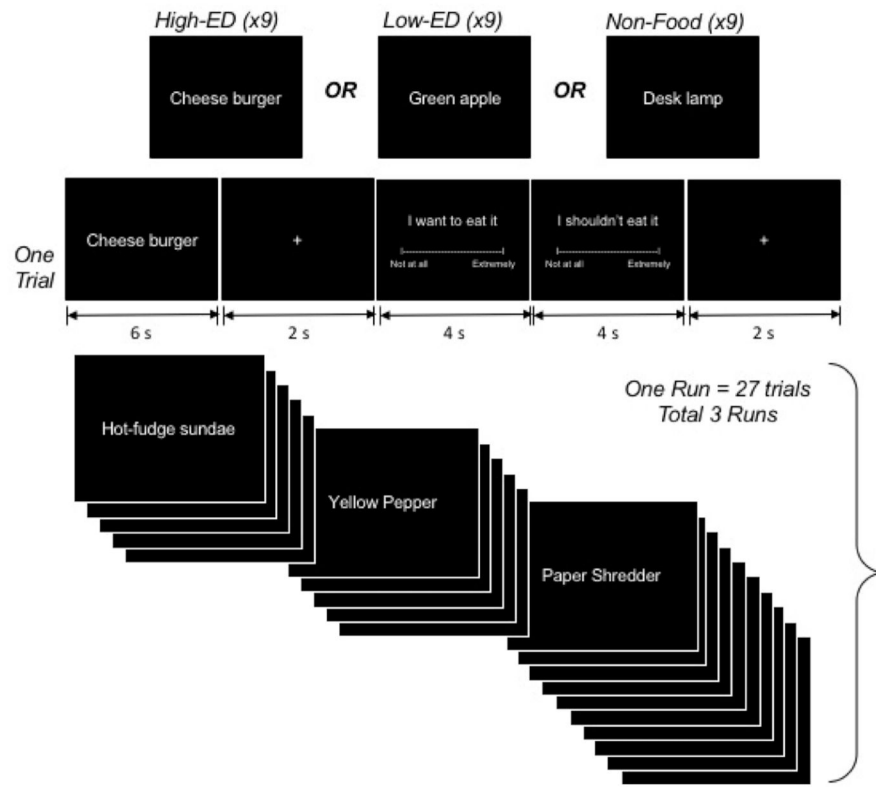 High-ED (x9) Low-ED (x9) Non-Food (x9)
Cheese burger OR Green apple OR Desk lamp
One
Trial
Cheese burger
+
I want to eat it
Not at all Extremely
I shouldn't eat it
Not at all Extremely
+
6 s 2 s 4 s 4 s 2 s
One Run = 27 trials
Total 3 Runs
Hot-fudge sundae
Yellow Pepper
Paper Shredder